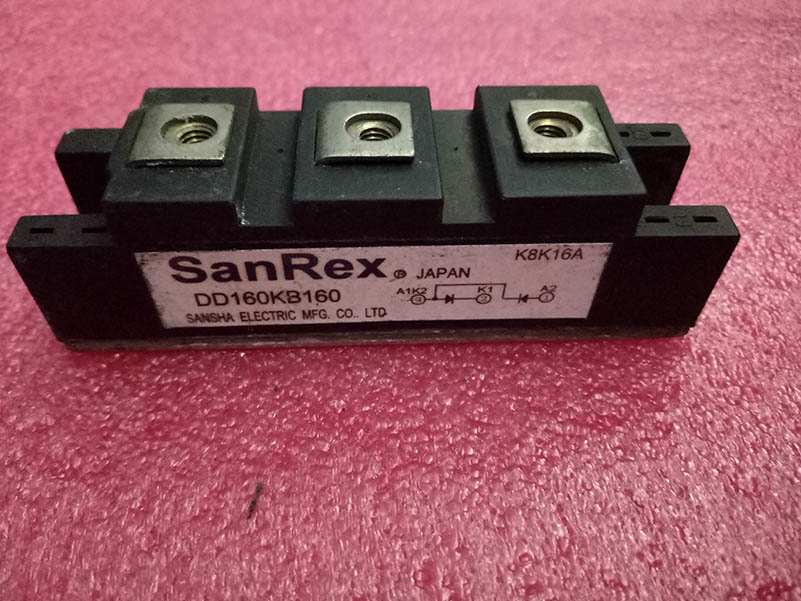 SanRex® JAPAN K8K16A
DD160KB160
A1K2 K1 A2
SANSHA ELECTRIC MFG. CO., LTD